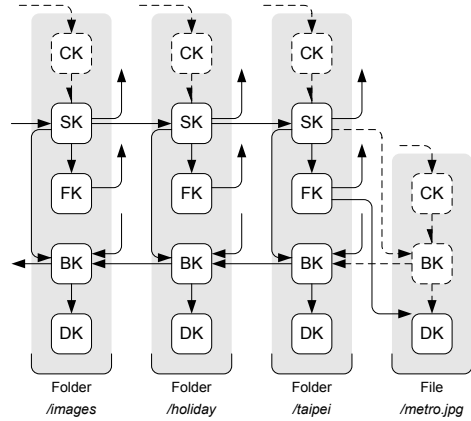 CK CK CK
SK SK SK
FK FK FK CK
BK BK BK BK
DK DK DK DK
Folder Folder Folder File
/images /holiday /taipei /metro.jpg